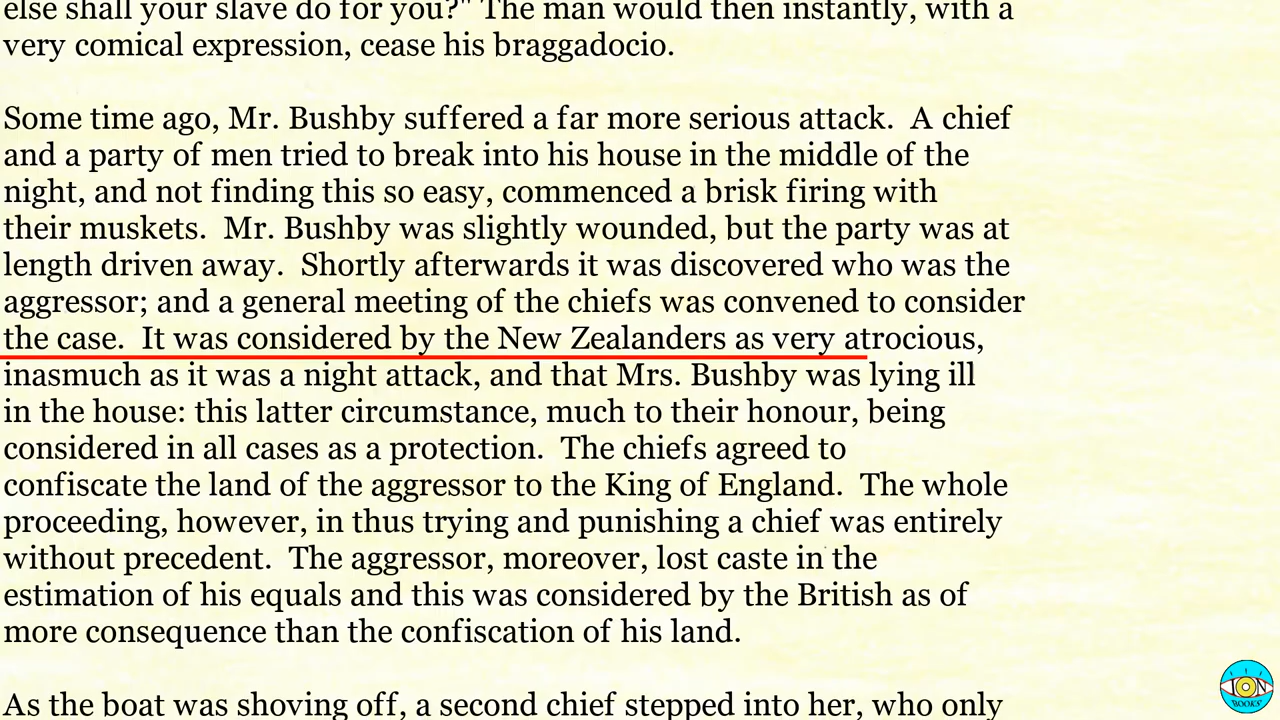 else shall your slave do for you?" The man would then instantly, with a
very comical expression, cease his braggadocio.
Some time ago, Mr. Bushby suffered a far more serious attack. A chief
and a party of men tried to break into his house in the middle of the
night, and not finding this so easy, commenced a brisk firing with
their muskets. Mr. Bushby was slightly wounded, but the party was at
length driven away. Shortly afterwards it was discovered who was the
aggressor; and a general meeting of the chiefs was convened to consider
the case. It was considered by the New Zealanders as very atrocious,
inasmuch as it was a night attack, and that Mrs. Bushby was lying ill
in the house: this latter circumstance, much to their honour, being
considered in all cases as a protection. The chiefs agreed to
confiscate the land of the aggressor to the King of England. The whole
proceeding, however, in thus trying and punishing a chief was entirely
without precedent. The aggressor, moreover, lost caste in the
estimation of his equals and this was considered by the British as of
more consequence than the confiscation of his land.
As the boat was shoving off, a second chief stepped into her, who only
ION
BOOKS